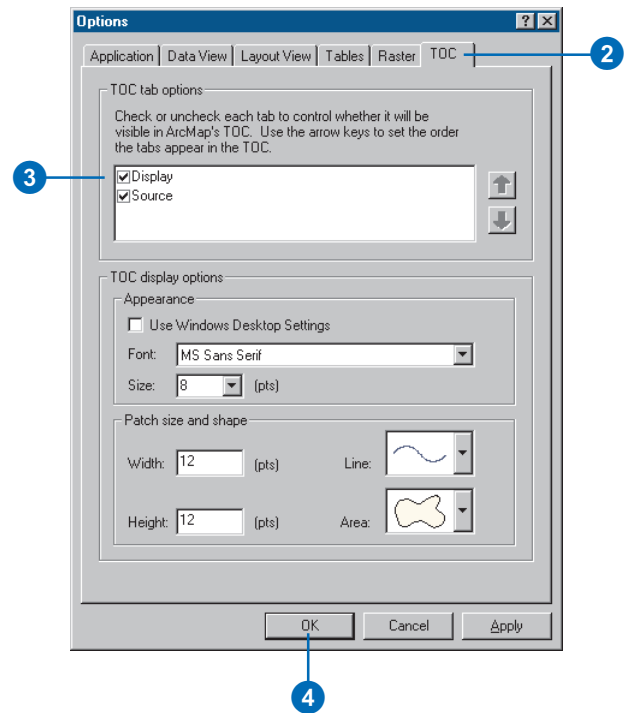 Options
Application Data View Layout View Tables Raster TOC
2
TOC tab options
Check or uncheck each tab to control whether it will be
visible in ArcMap's TOC. Use the arrow keys to set the order
the tabs appear in the TOC.
3
Display
Source
TOC display options
Appearance
Use Windows Desktop Settings
Font: MS Sans Serif
Size: 8 (pts)
Patch size and shape
Width: 12 (pts) Line:
Height: 12 (pts) Area:
OK Cancel Apply
4